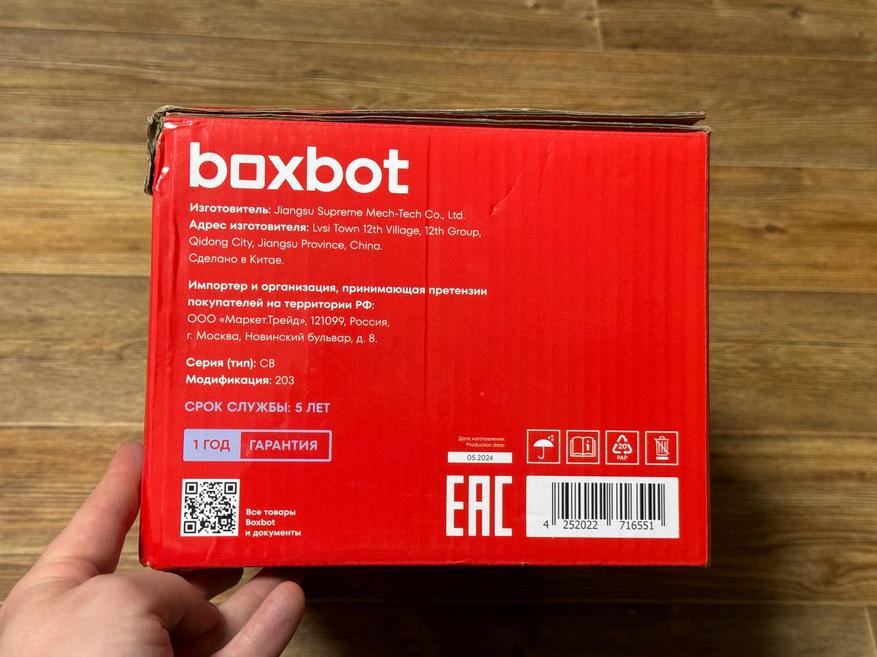 boxbot
Изготовитель: Jiangsu Supreme Mech-Tech Co., Ltd.
Адрес изготовителя: Lvsi Town 12th Village, 12th Group,
Qidong City, Jiangsu Province, China.
Сделано в Китае.
Импортер и организация, принимающая претензии
покупателей на территории РФ:
ООО «Маркет.Трейд», 121099, Россия,
г. Москва, Новинский бульвар, д. 8.
Серия (тип): СВ
Модификация: 203
СРОК СЛУЖБЫ: 5 ЛЕТ
1 ГОД ГАРАНТИЯ
Все товары
Boxbot
и документы
Дата изготовления:
Production date:
05.2024
20
PAP
EAC
4 252022 716551